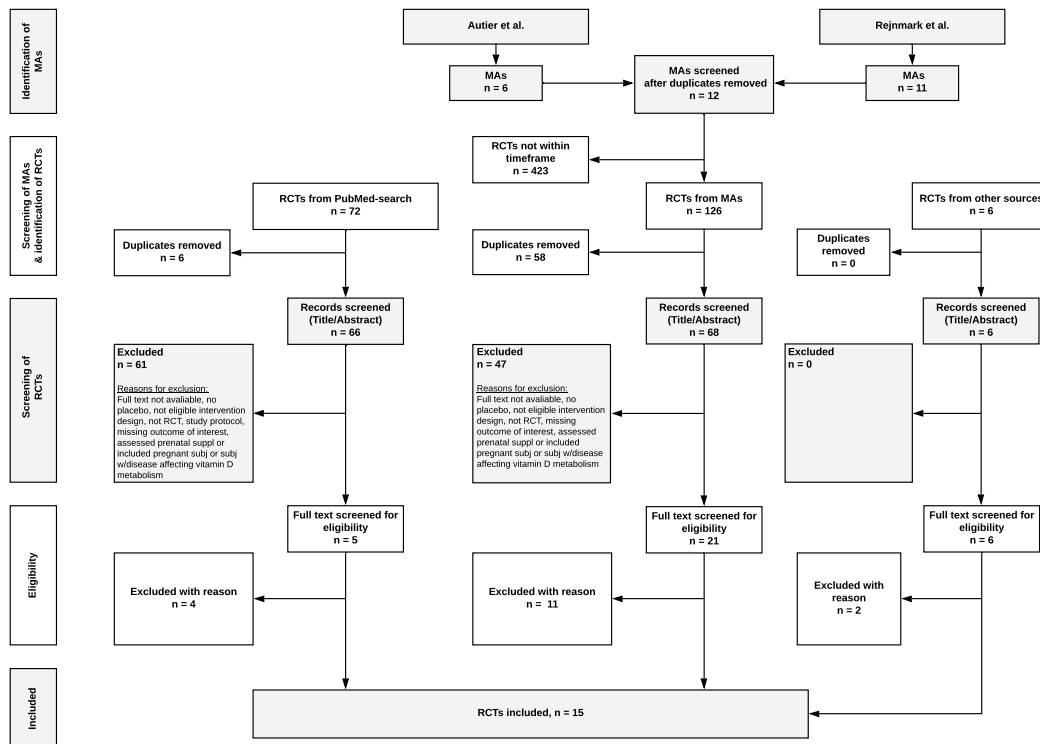 Identification of
MAs
Autier et al.
Rejnmark et al.
MAs
n = 6
MAs screened
after duplicates removed
n = 12
MAs
n = 11
Screening of MAs
& identification of RCTs
RCTs not within
timeframe
n = 423
RCTs from PubMed-search
n = 72
RCTs from MAs
n = 126
RCTs from other sources
n = 6
Duplicates removed
n = 6
Duplicates removed
n = 58
Duplicates
removed
n = 0
Screening of
RCTs
Records screened
(Title/Abstract)
n = 66
Records screened
(Title/Abstract)
n = 68
Records screened
(Title/Abstract)
n = 6
Excluded
n = 61
Reasons for exclusion:
Full text not avaliable, no
placebo, not eligible intervention
design, not RCT, study protocol,
missing outcome of interest,
assessed prenatal suppl or
included pregnant subj or subj
w/disease affecting vitamin D
metabolism
Excluded
n = 47
Reasons for exclusion:
Full text not avaliable, no
placebo, not eligible intervention
design, not RCT, missing
outcome of interest, assessed
prenatal suppl or included
pregnant subj or subj w/disease
affecting vitamin D metabolism
Excluded
n = 0
Eligibility
Full text screened for
eligibility
n = 5
Full text screened for
eligibility
n = 21
Full text screened for
eligibility
n = 6
Excluded with reason
n = 4
Excluded with reason
n =  11
Excluded with
reason
n = 2
Included
RCTs included, n = 15